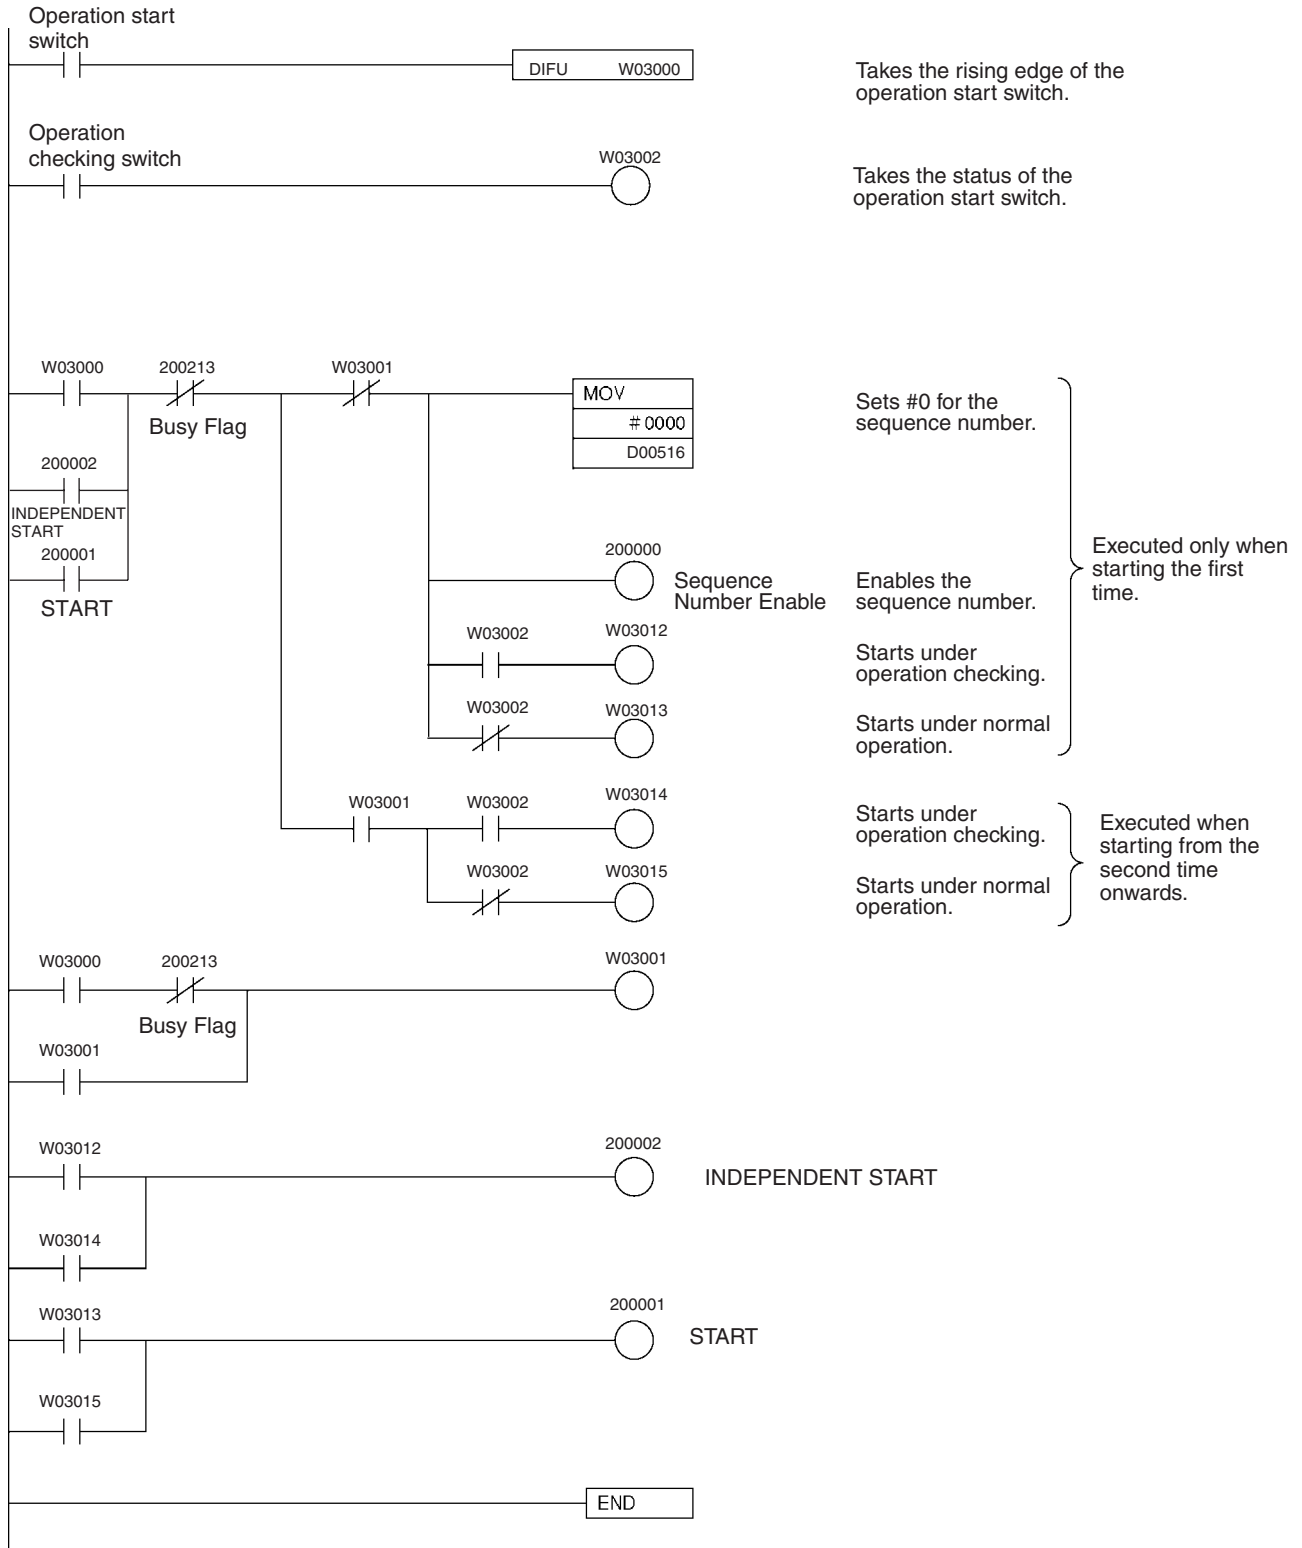 Operation start
switch
DIFU W03000
Takes the rising edge of the
operation start switch.
Operation
checking switch
W03002
Takes the status of the
operation start switch.
W03000 200213 W03001
Busy Flag
MOV
# 0000
D00516
Sets #0 for the
sequence number.
200002
INDEPENDENT
START
200001
START
200000
Sequence
Number Enable
Enables the
sequence number.
Executed only when
starting the first
time.
W03002 W03012
Starts under
operation checking.
W03002 W03013
Starts under normal
operation.
W03001 W03002 W03014
Starts under
operation checking.
Executed when
starting from the
second time
onwards.
W03002 W03015
Starts under normal
operation.
W03000 200213 W03001
Busy Flag
W03001
W03012 200002
INDEPENDENT START
W03014
W03013 200001
START
W03015
END